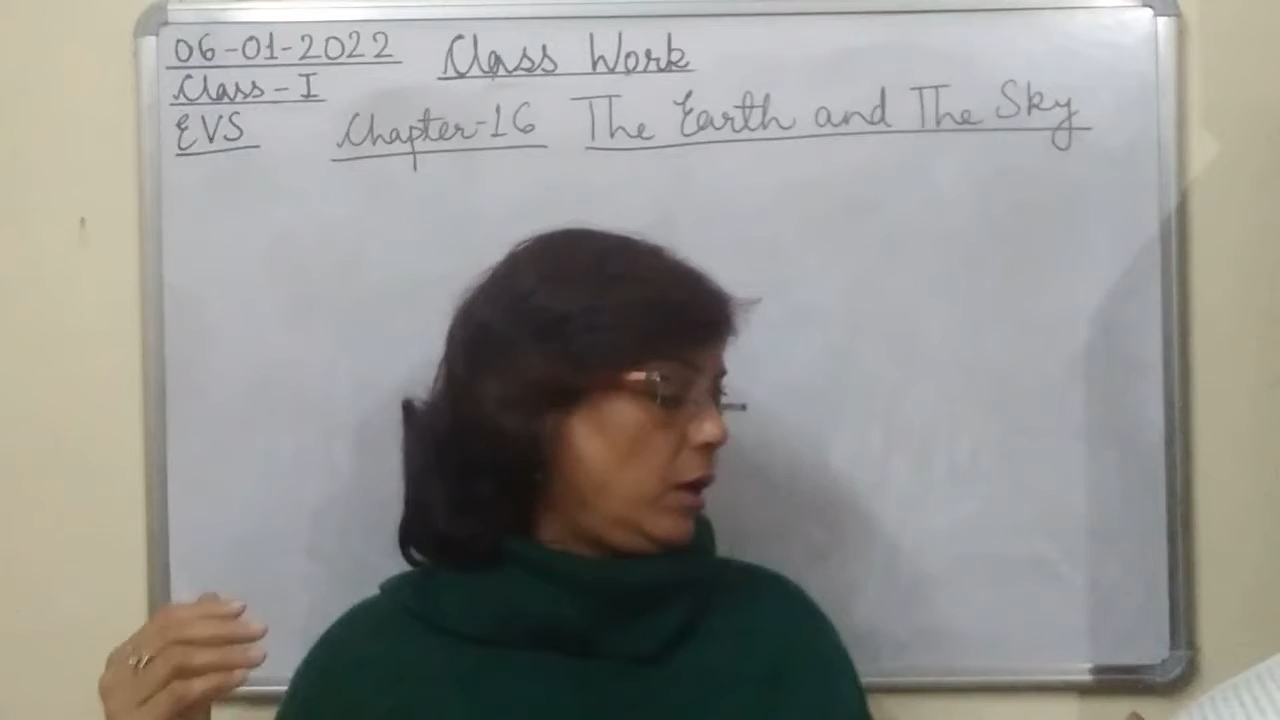 06-01-2022 Class Work
Class-I
EVS Chapter-16 The Earth and The Sky